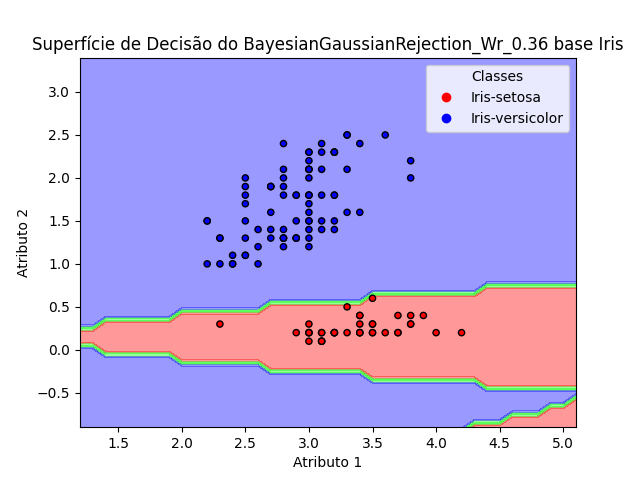 Superfície de Decisão do BayesianGaussianRejection_Wr_0.36 base Iris
Classes
Iris-setosa
Iris-versicolor
3.0
2.5
2.0
1.5
1.0
0.5
0.0
−0.5
Atributo 2
1.5 2.0 2.5 3.0 3.5 4.0 4.5 5.0
Atributo 1